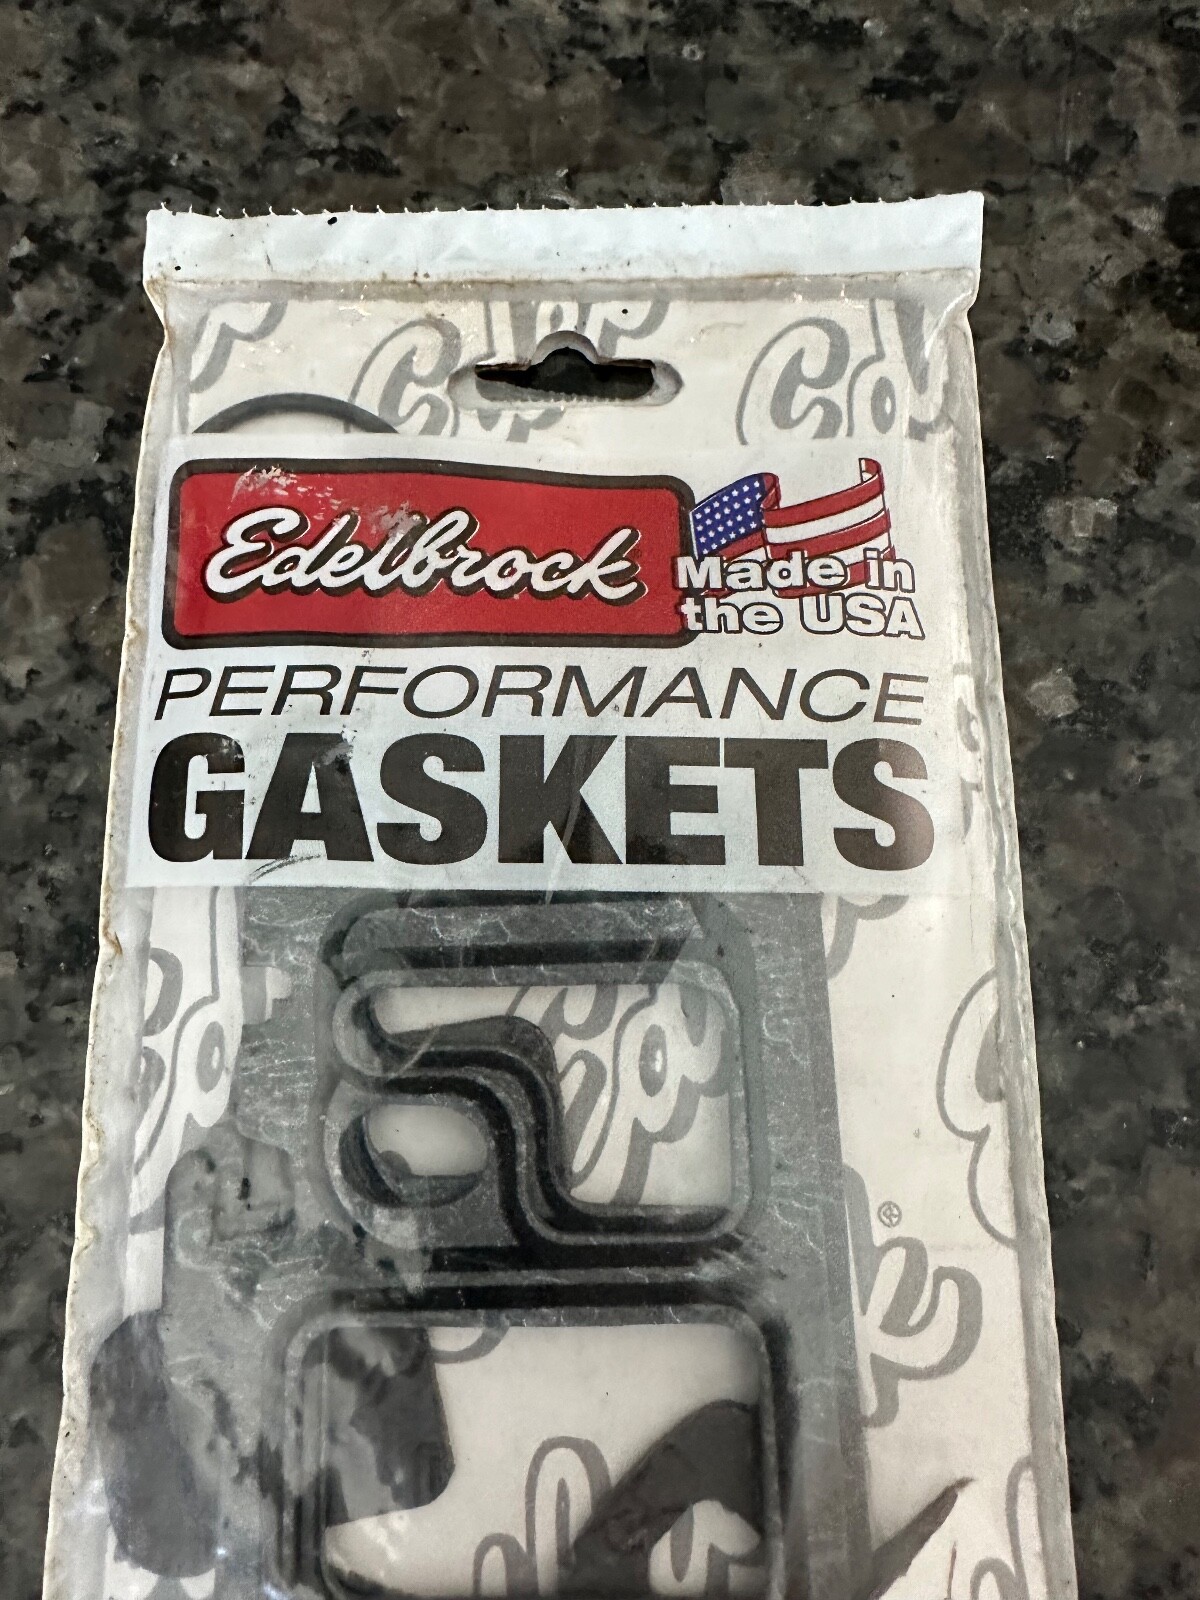 Edelbrock
Made in
the USA
PERFORMANCE
GASKETS